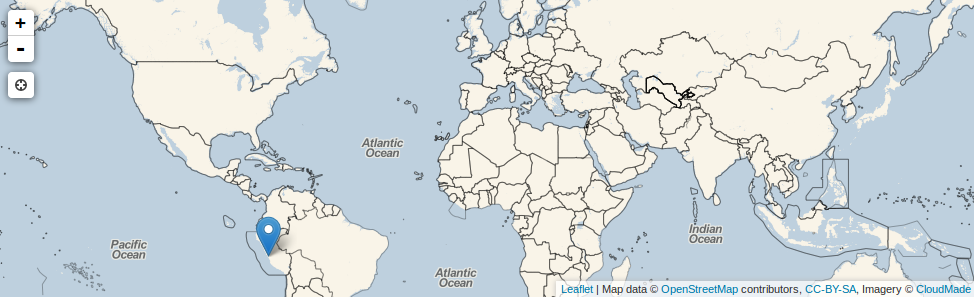 +
-
Atlantic
Ocean
Pacific
Ocean
Indian
Ocean
Atlantic
Ocean
Leaflet | Map data © OpenStreetMap contributors, CC-BY-SA, Imagery © CloudMade